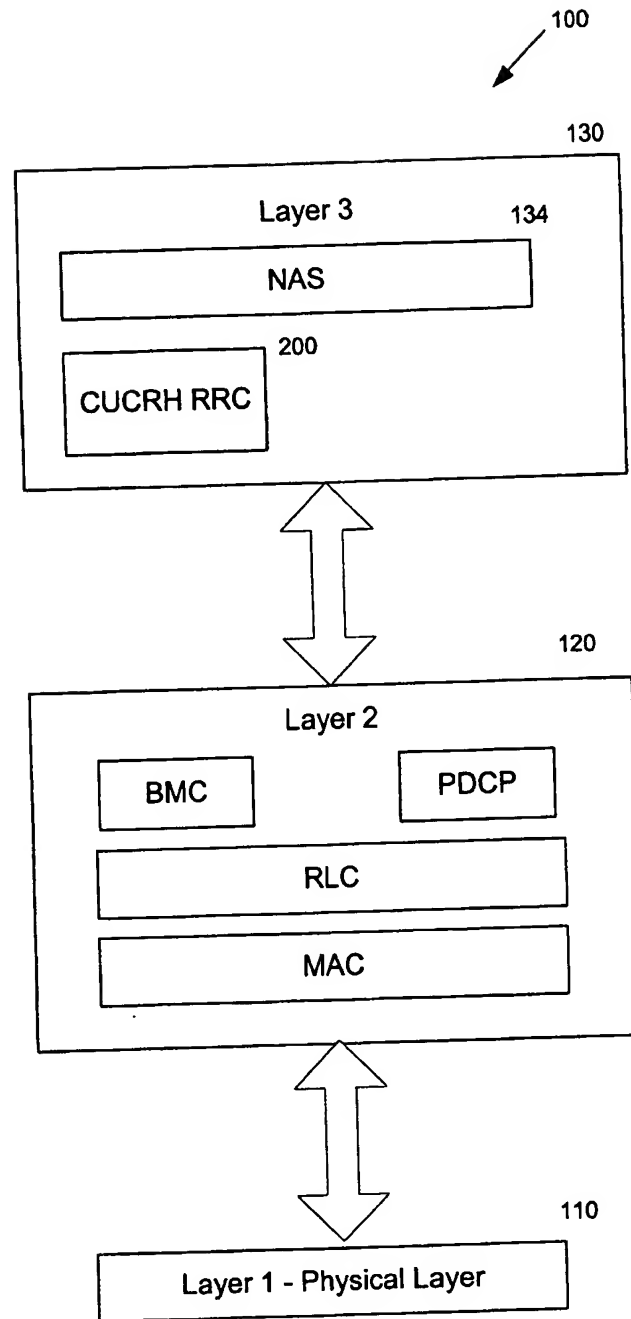 100
130
Layer 3
134
NAS
200
CUCRH RRC
120
Layer 2
BMC
PDCP
RLC
MAC
110
Layer 1 - Physical Layer